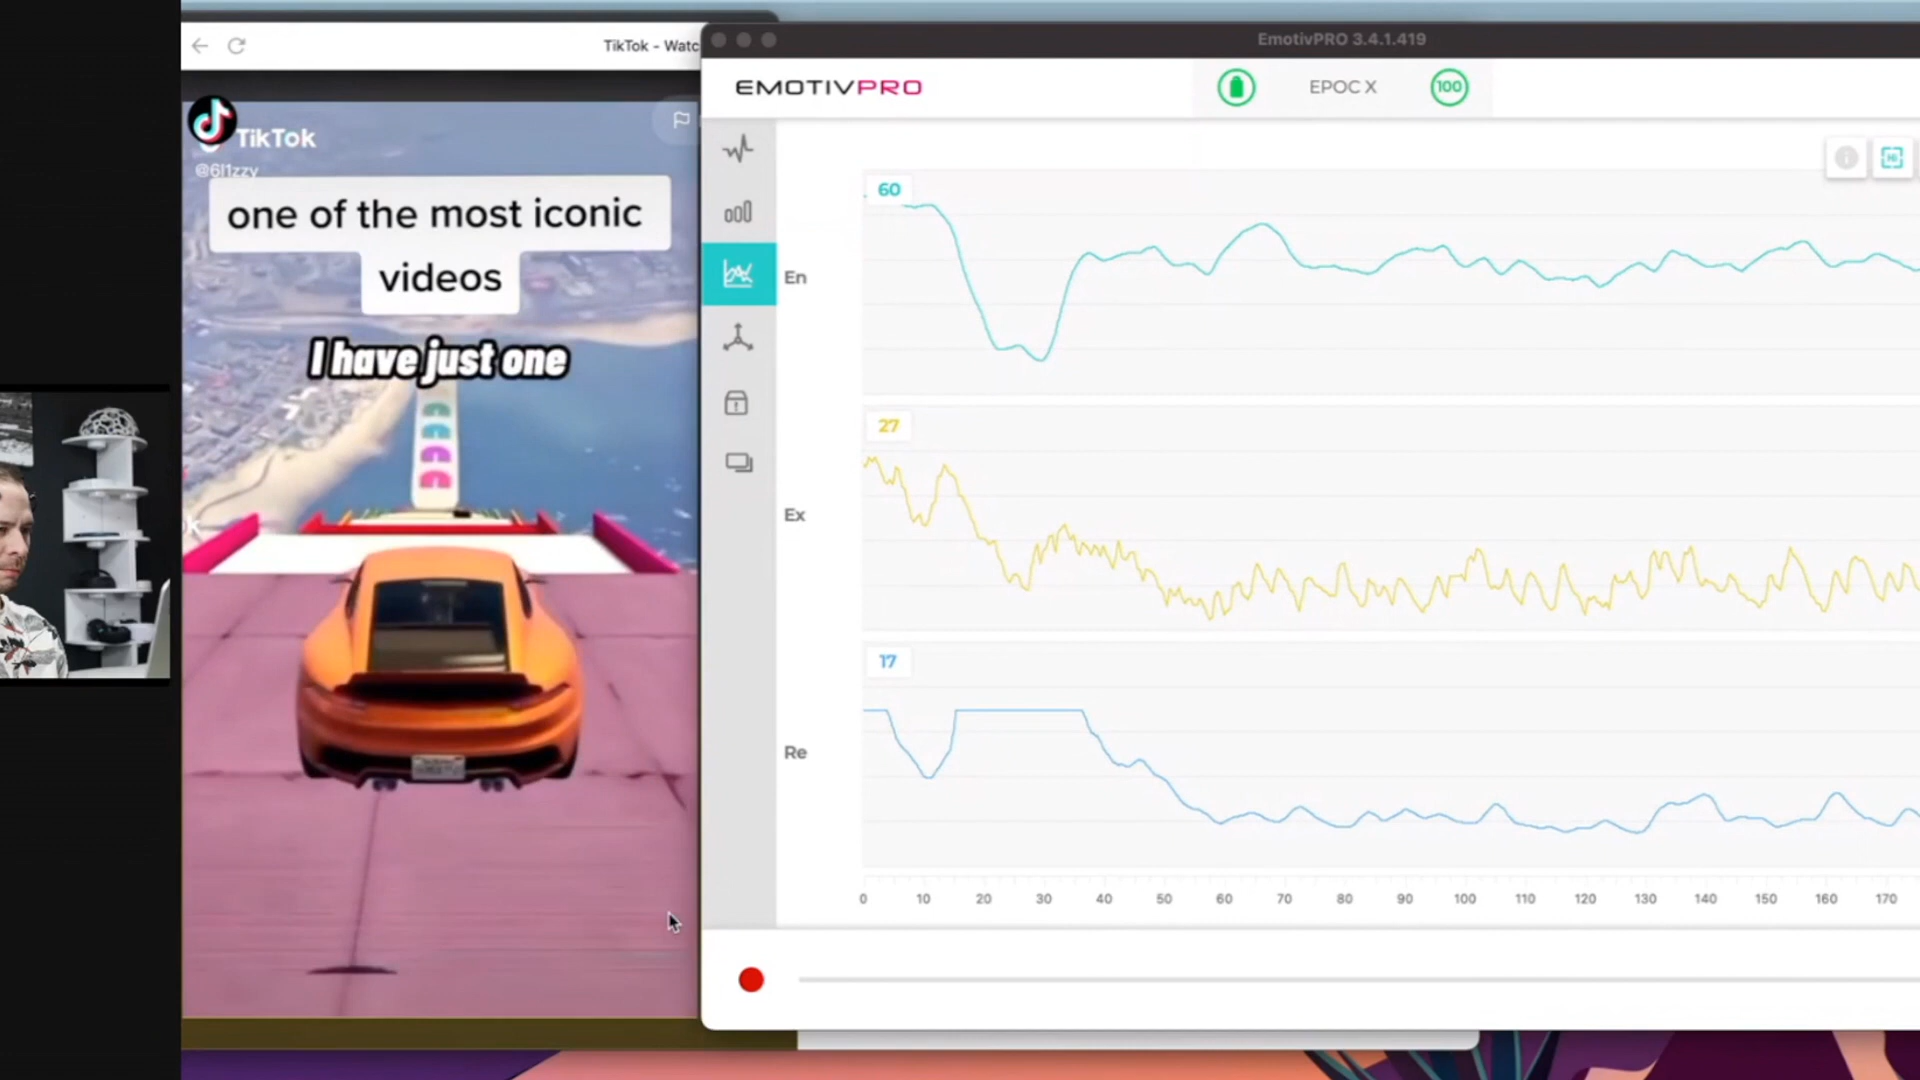 TikTok - Watc
TikTok
@6l1zzy
one of the most iconic
videos
I have just one
EmotivPRO 3.4.1.419
EMOTIVPRO
EPOC X
100
60
En
27
Ex
17
Re
0 10 20 30 40 50 60 70 80 90 100 110 120 130 140 150 160 170